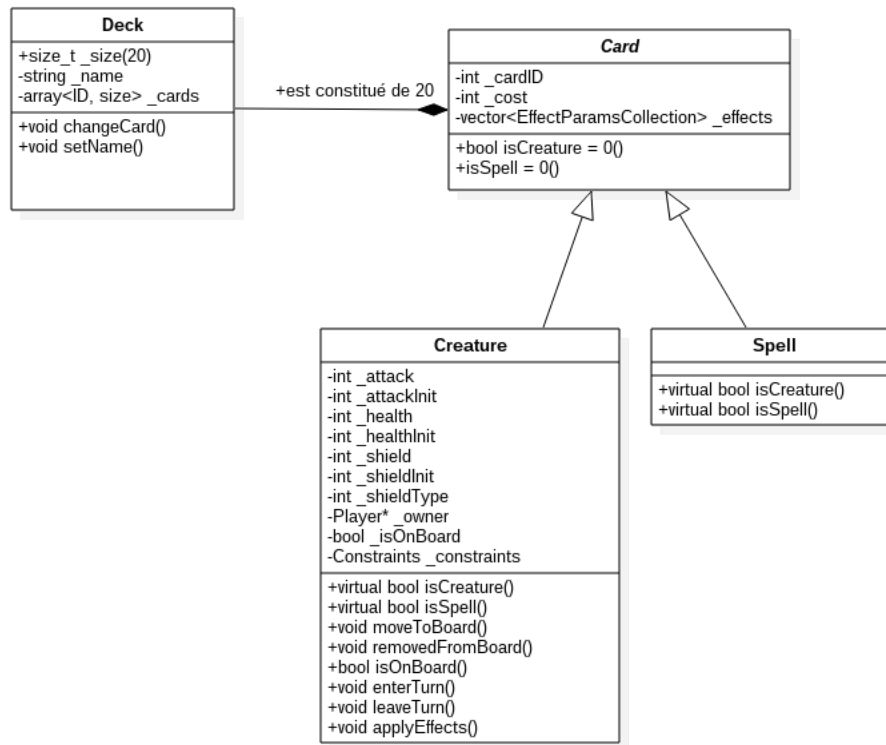 Deck
+size_t _size(20)
-string _name
-array<ID, size> _cards
+void changeCard()
+void setName()
+est constitué de 20
Card
-int _cardID
-int _cost
-vector<EffectParamsCollection> _effects
+bool isCreature = 0()
+isSpell = 0()
Creature
-int _attack
-int _attackInit
-int _health
-int _healthInit
-int _shield
-int _shieldInit
-int _shieldType
-Player* _owner
-bool _isOnBoard
-Constraints _constraints
+virtual bool isCreature()
+virtual bool isSpell()
+void moveToBoard()
+void removedFromBoard()
+bool isOnBoard()
+void enterTurn()
+void leaveTurn()
+void applyEffects()
Spell
+virtual bool isCreature()
+virtual bool isSpell()